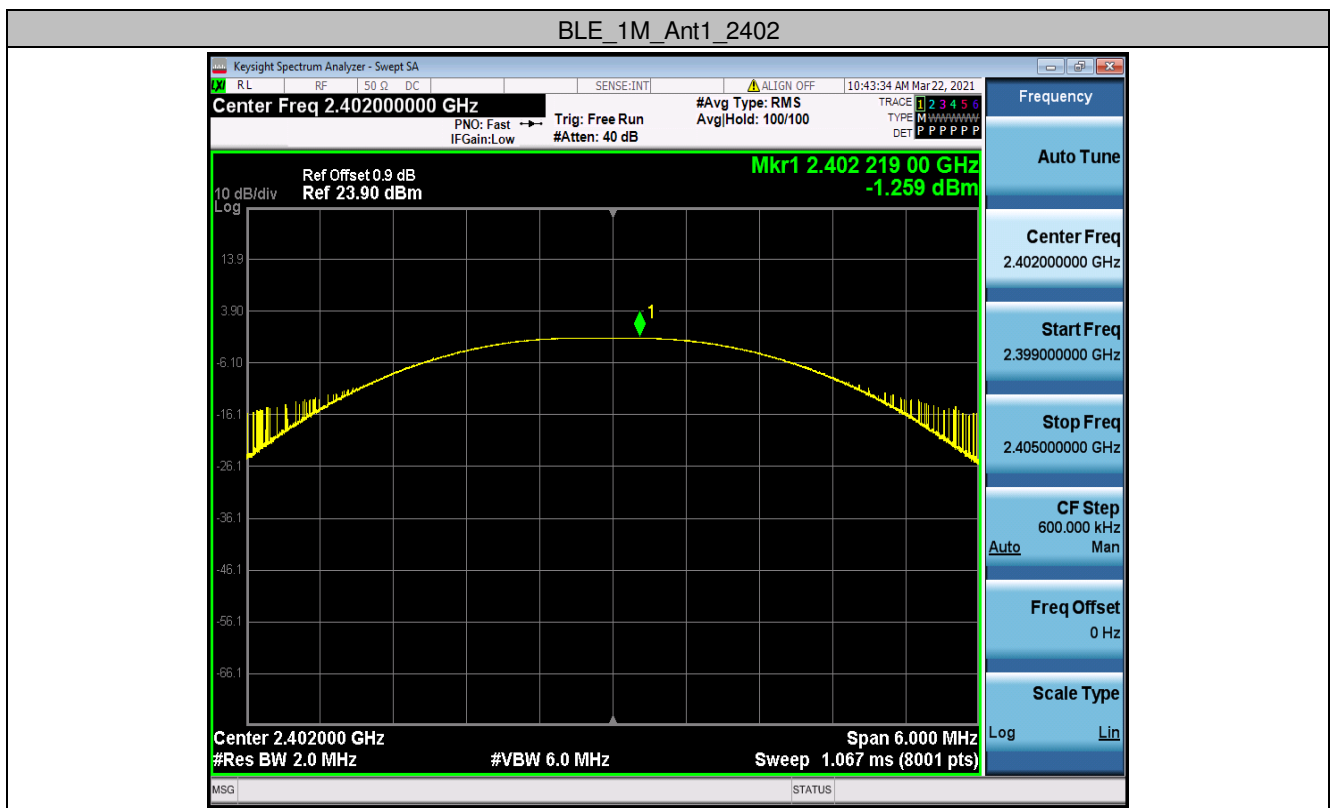 BLE_1M_Ant1_2402
Keysight Spectrum Analyzer - Swept SA
LXI RL RF 50 Ω DC SENSE:INT ALIGN OFF 10:43:34 AM Mar 22, 2021
Center Freq 2.402000000 GHz
PNO: Fast
IFGain:Low
Trig: Free Run
#Atten: 40 dB
#Avg Type: RMS
Avg|Hold: 100/100
TRACE 1 2 3 4 5 6
TYPE M WWWWW
DET P P P P P P
Mkr1 2.402 219 00 GHz
-1.259 dBm
Ref Offset 0.9 dB
10 dB/div Ref 23.90 dBm
Log
13.9
3.90
-6.10
-16.1
-26.1
-36.1
-46.1
-56.1
-66.1
1
Center 2.402000 GHz Span 6.000 MHz
#Res BW 2.0 MHz #VBW 6.0 MHz Sweep 1.067 ms (8001 pts)
MSG STATUS
Frequency
Auto Tune
Center Freq
2.402000000 GHz
Start Freq
2.399000000 GHz
Stop Freq
2.405000000 GHz
CF Step
600.000 kHz
Auto Man
Freq Offset
0 Hz
Scale Type
Log Lin